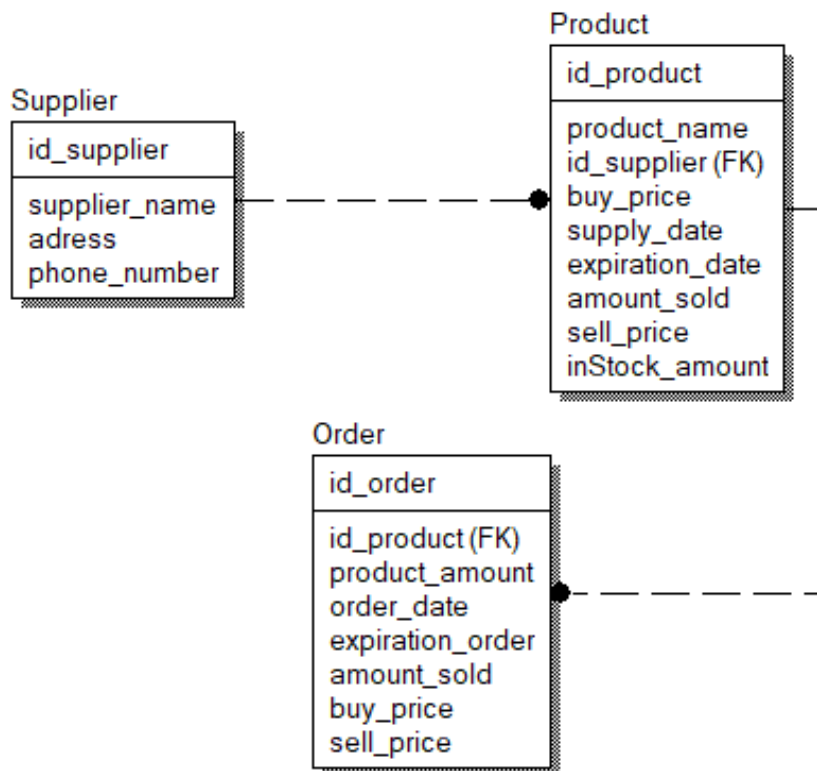 Product
id_product
product_name
id_supplier (FK)
buy_price
supply_date
expiration_date
amount_sold
sell_price
inStock_amount
Supplier
id_supplier
supplier_name
adress
phone_number
Order
id_order
id_product (FK)
product_amount
order_date
expiration_order
amount_sold
buy_price
sell_price